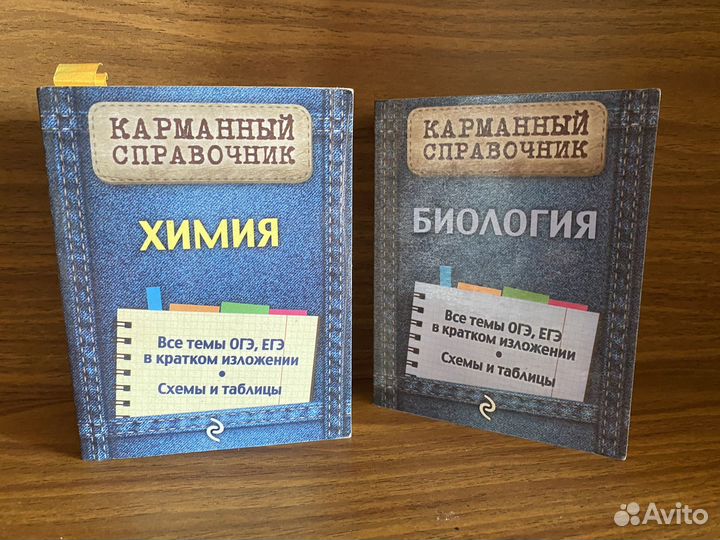 КАРМАННЫЙ
СПРАВОЧНИК
ХИМИЯ
Все темы ОГЭ, ЕГЭ
в кратком изложении
•
Схемы и таблицы
КАРМАННЫЙ
СПРАВОЧНИК
БИОЛОГИЯ
Все темы ОГЭ, ЕГЭ
в кратком изложении
•
Схемы и таблицы
Avito